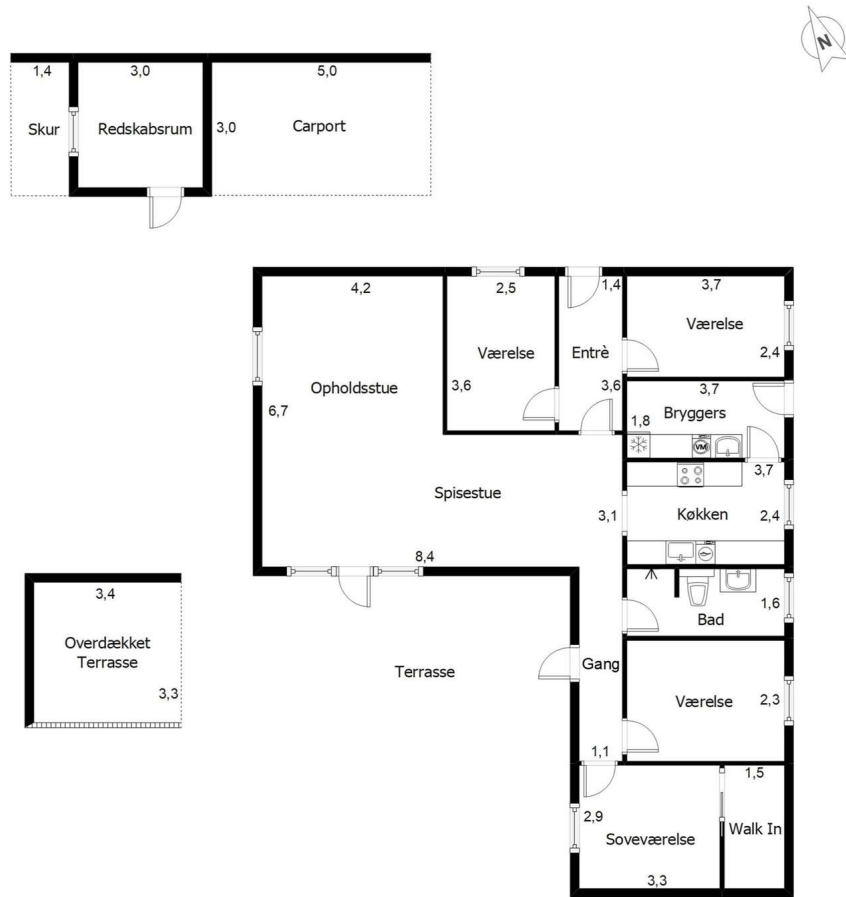 N
1,4
3,0
5,0
Skur
Redskabsrum
3,0
Carport
4,2
2,5
1,4
3,7
Værelse
Værelse
Entrè
2,4
Opholdsstue
3,6
3,6
3,7
6,7
Bryggers
1,8
VM
3,7
Spisestue
3,1
Køkken
2,4
8,4
3,4
1,6
Bad
Overdækket
Terrasse
Terrasse
Gang
3,3
Værelse
2,3
1,1
1,5
2,9
Soveværelse
Walk In
3,3